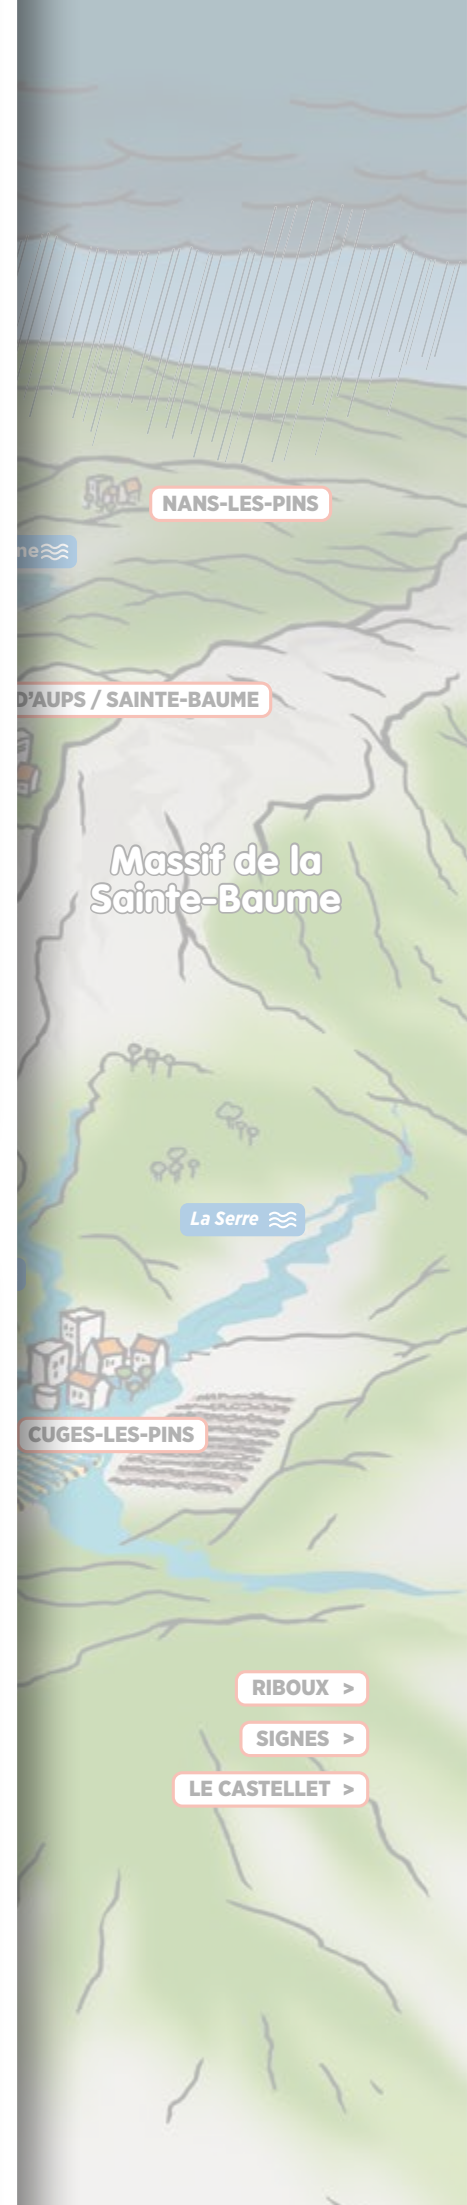 NANS-LES-PINS
ne
D'AUPS / SAINTE-BAUME
Massif de la
Sainte-Baume
La Serre
CUGES-LES-PINS
RIBOUX >
SIGNES >
LE CASTELLET >